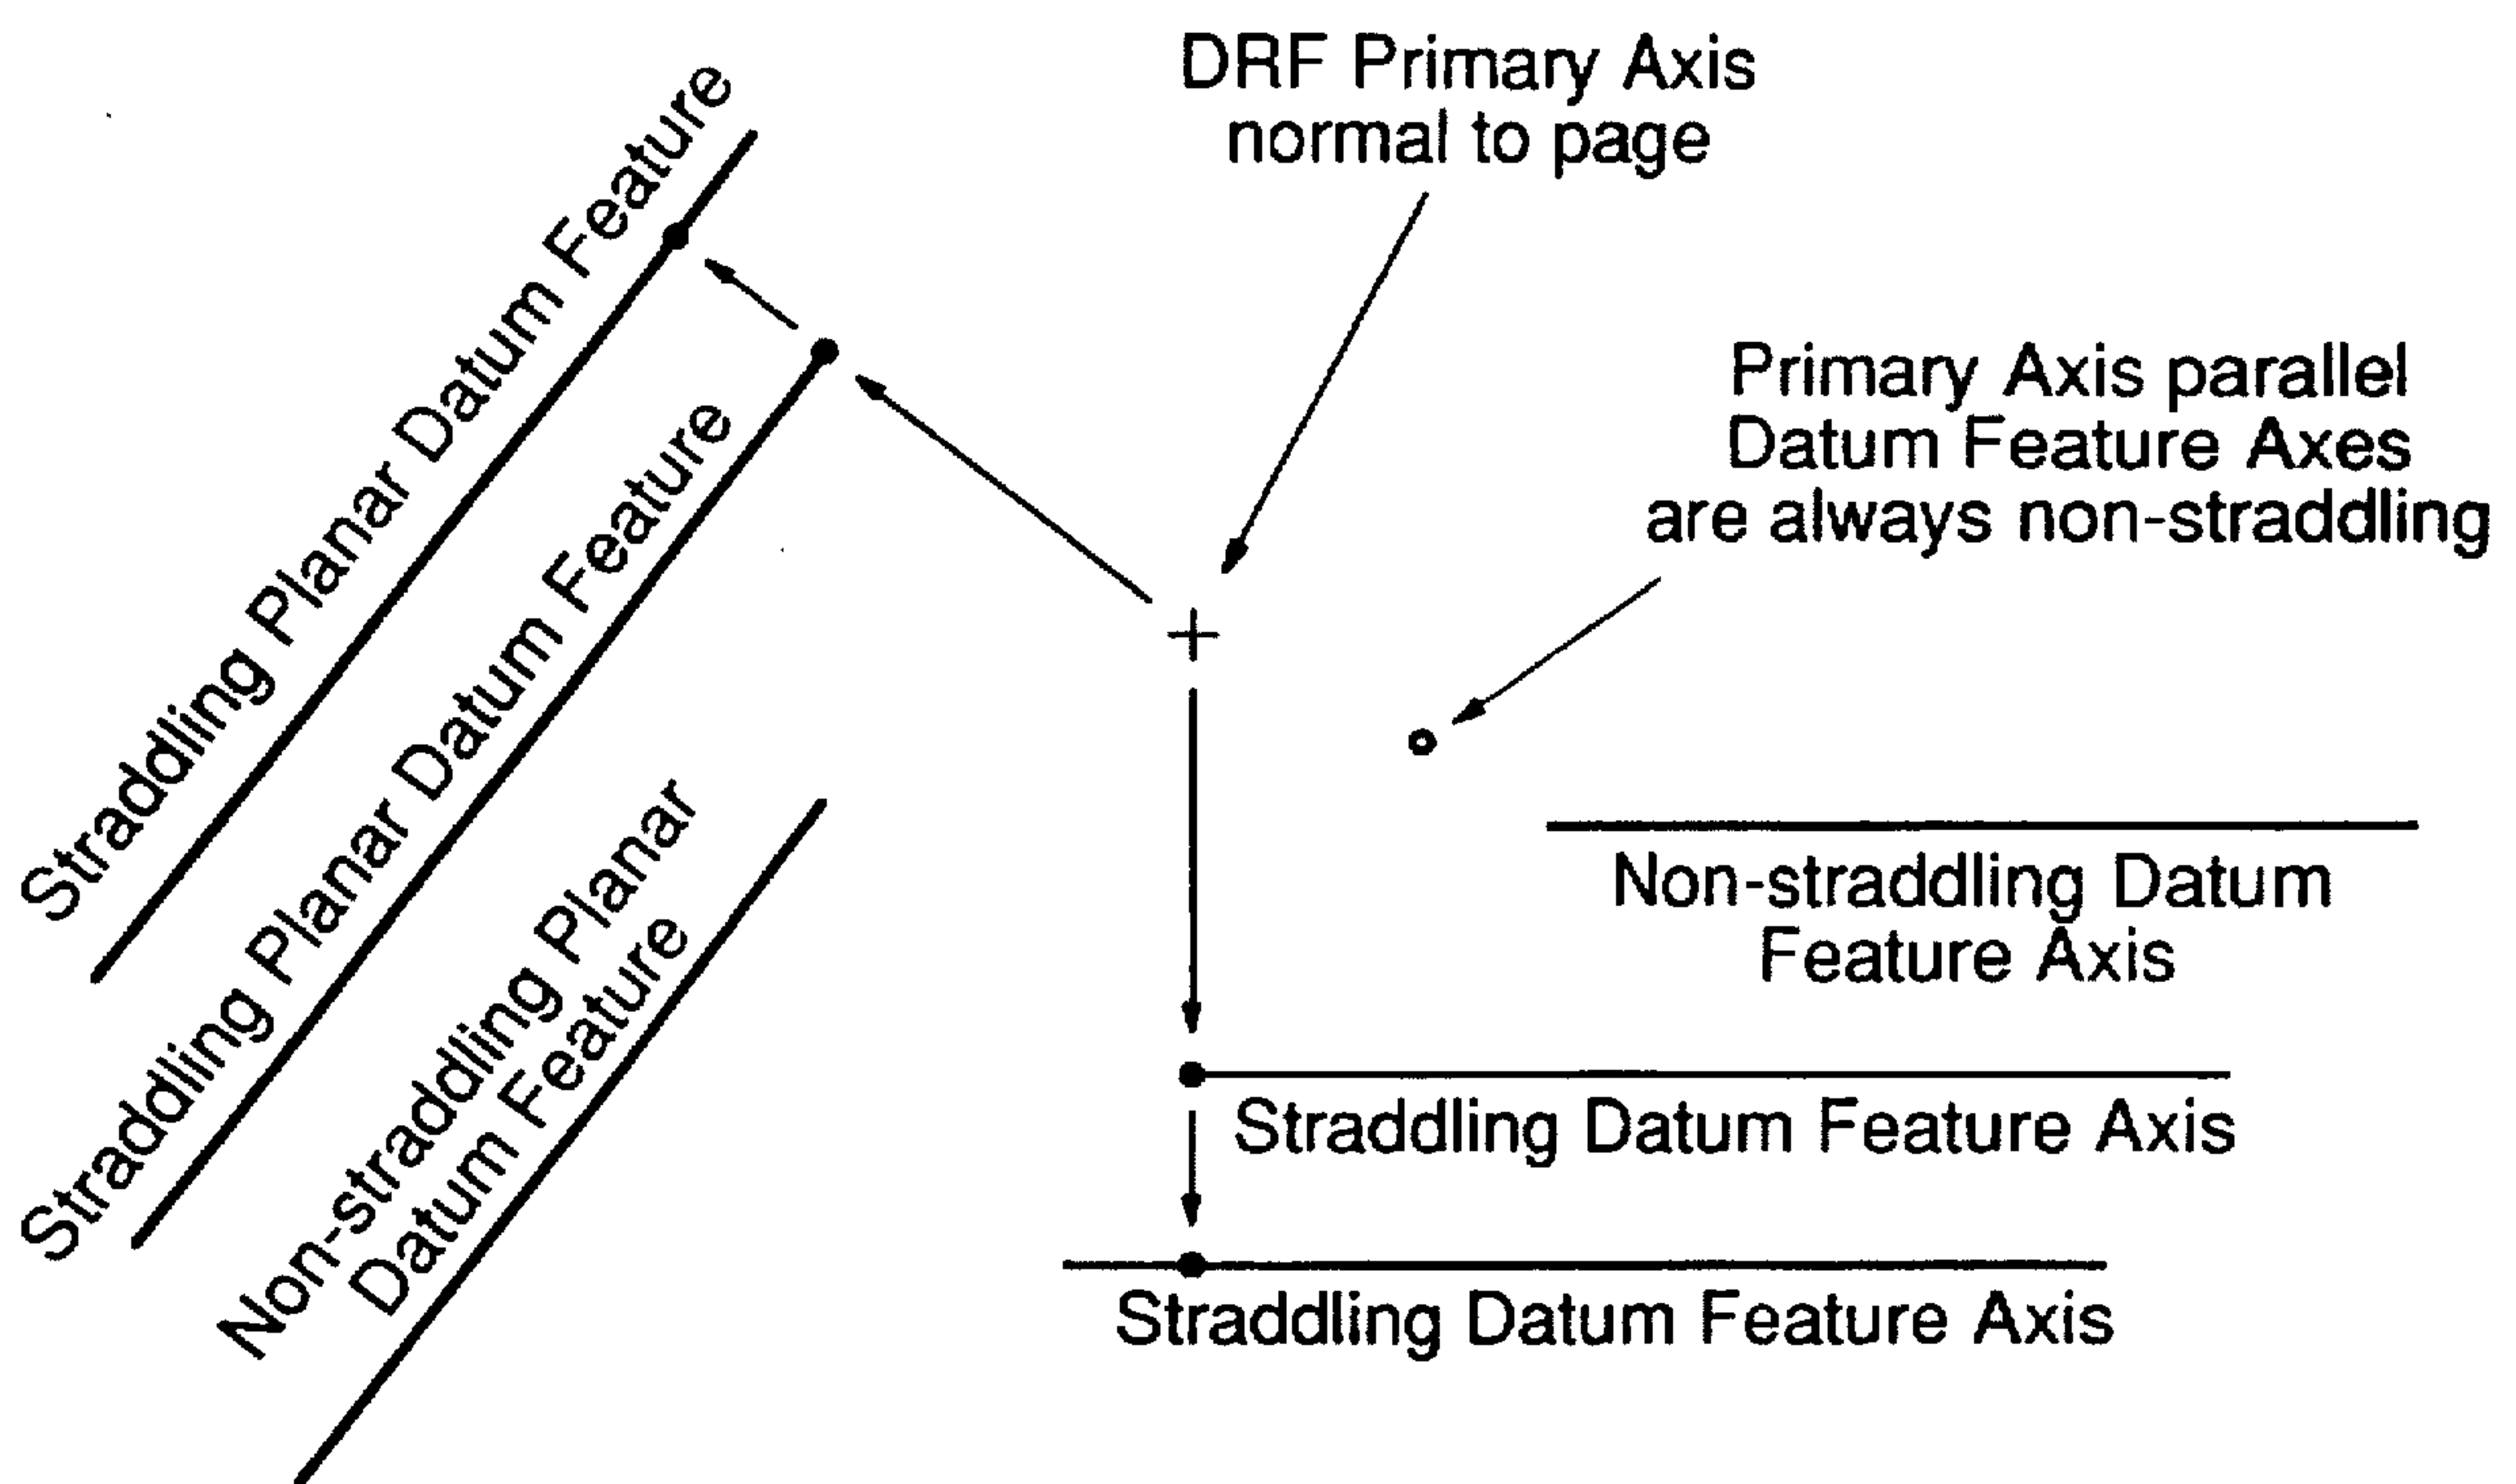 DRF Primary Axis
normal to page
Straddling Planar Datum Feature
Straddling Planar Datum Feature
Non-straddling Planar
Datum Feature
Primary Axis parallel
Datum Feature Axes
are always non-straddling
Non-straddling Datum
Feature Axis
Straddling Datum Feature Axis
Straddling Datum Feature Axis